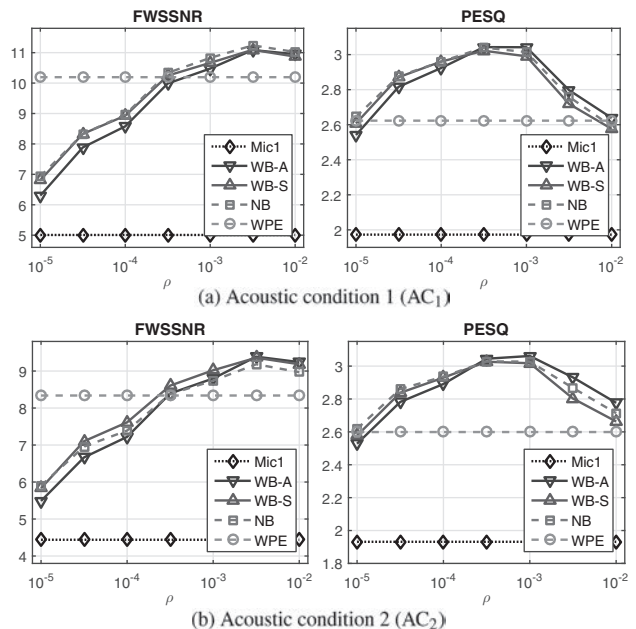 FWSSNR
11
10
9
8
7
6
5
Mic1
WB-A
WB-S
NB
WPE
10⁻⁵ 10⁻⁴ 10⁻³ 10⁻²
ρ
PESQ
3
2.8
2.6
2.4
2.2
2
Mic1
WB-A
WB-S
NB
WPE
10⁻⁵ 10⁻⁴ 10⁻³ 10⁻²
ρ
(a) Acoustic condition 1 (AC₁)
FWSSNR
9
8
7
6
5
4
Mic1
WB-A
WB-S
NB
WPE
10⁻⁵ 10⁻⁴ 10⁻³ 10⁻²
ρ
PESQ
3
2.8
2.6
2.4
2.2
2
1.8
Mic1
WB-A
WB-S
NB
WPE
10⁻⁵ 10⁻⁴ 10⁻³ 10⁻²
ρ
(b) Acoustic condition 2 (AC₂)